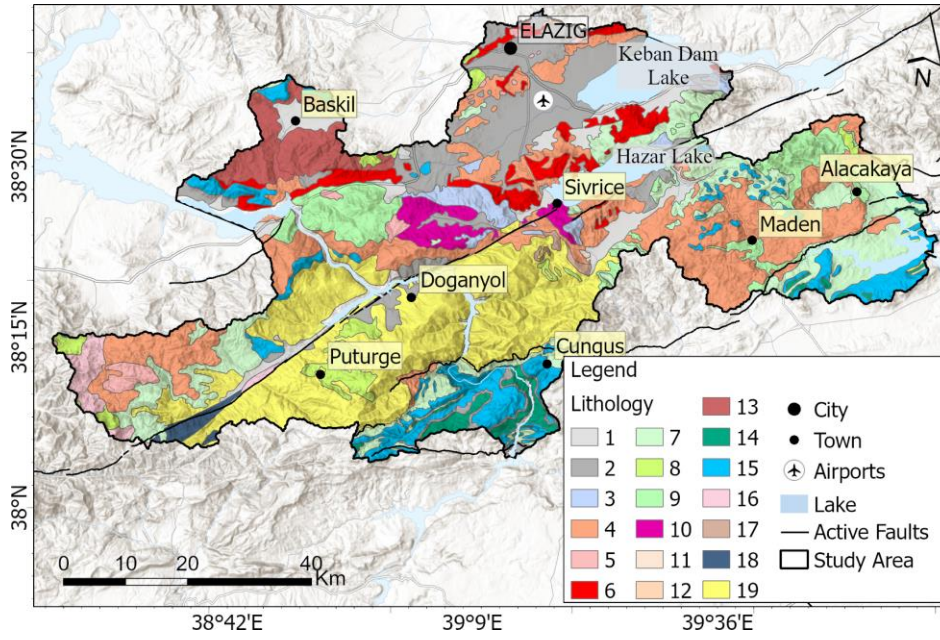 ELAZIG
Keban Dam
Lake
N
Baskil
38°30'N
Hazar Lake
Alacakaya
Sivrice
Maden
Doganyol
38°15'N
Puturge
Cungus
38°N
Legend
Lithology
1
2
3
4
5
6
7
8
9
10
11
12
13
14
15
16
17
18
19
City
Town
Airports
Lake
Active Faults
Study Area
0 20 40
Km
38°42'E 39°9'E 39°36'E